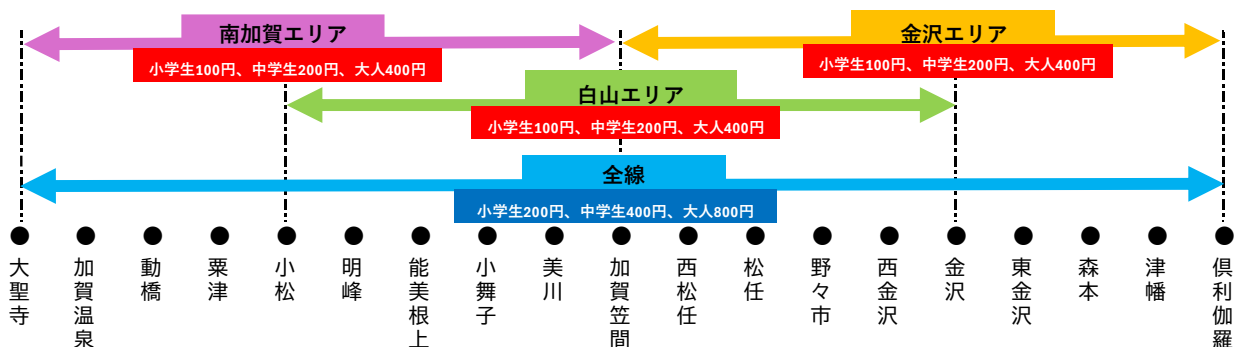 南加賀エリア
小学生100円、中学生200円、大人400円
金沢エリア
小学生100円、中学生200円、大人400円
白山エリア
小学生100円、中学生200円、大人400円
全線
小学生200円、中学生400円、大人800円
大聖寺
加賀温泉
動橋
粟津
小松
明峰
能美根上
小舞子
美川
加賀笠間
西松任
松任
野々市
西金沢
金沢
東金沢
森本
津幡
倶利伽羅